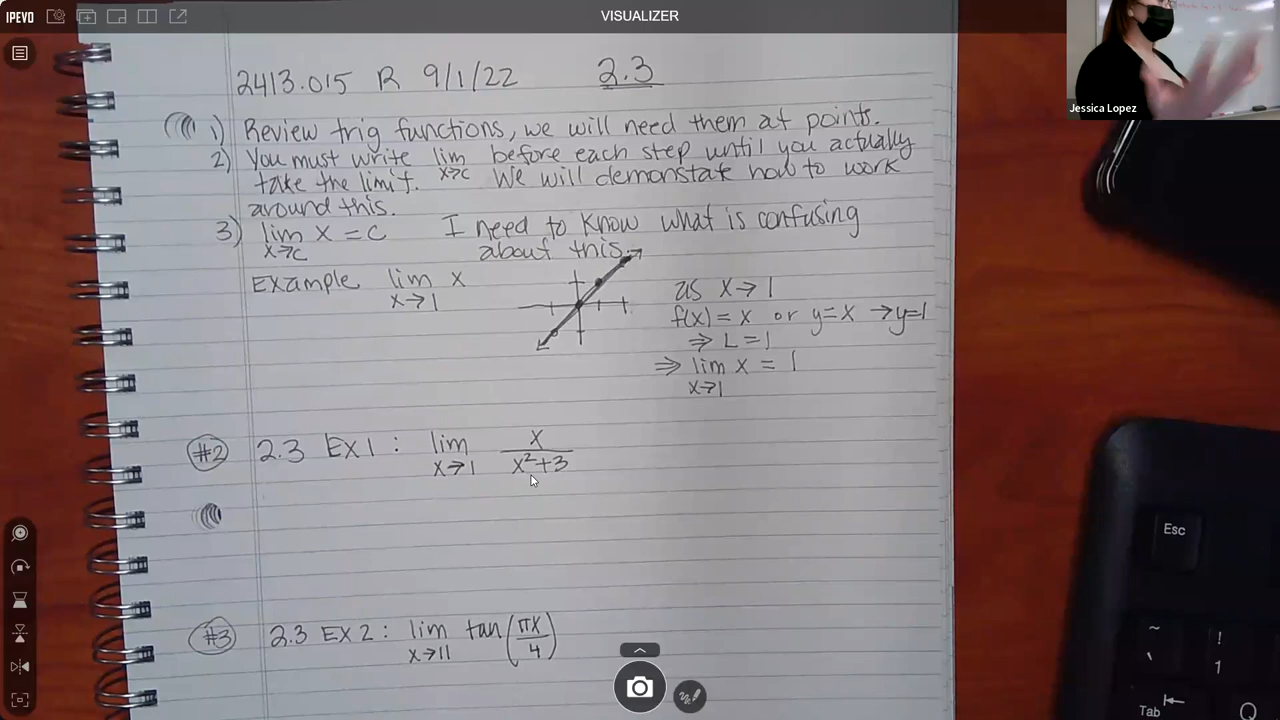 IPEVO
VISUALIZER
Jessica Lopez
2413.015 R 9/1/22 2.3
1) Review trig functions, we will need them at points.
2) You must write lim x→c before each step until you actually
take the limit. We will demonstate how to work
around this.
3) lim x→c x = c I need to know what is confusing
about this.
Example lim x→1 x
as x→1
f(x) = x or y=x → y=1
⇒ L = 1
⇒ lim x→1 x = 1
#2 2.3 EX1 : lim x→1 x/(x²+3)
#3 2.3 EX 2 : lim x→11 tan(πx/4)
Esc
~
`
!
1
Tab
Q